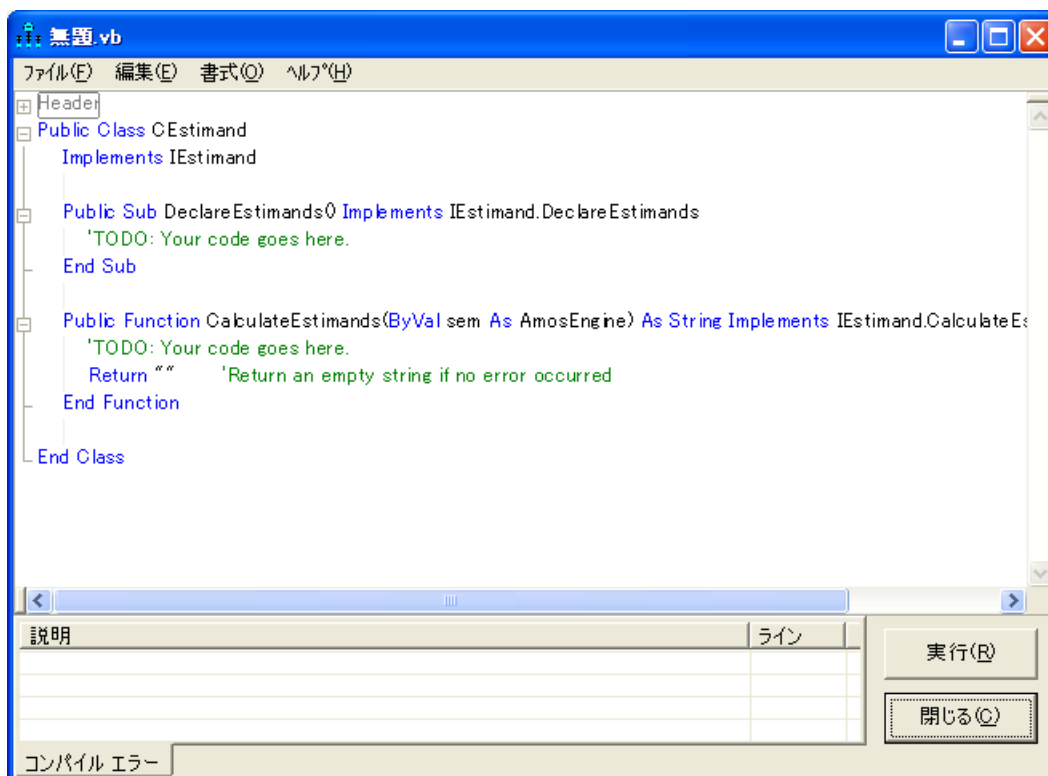 無題.vb
ファイル(F) 編集(E) 書式(O) ヘルプ(H)
Header
Public Class CEstimand
Implements IEstimand
Public Sub DeclareEstimands() Implements IEstimand.DeclareEstimands
'TODO: Your code goes here.
End Sub
Public Function CalculateEstimands(ByVal sem As AmosEngine) As String Implements IEstimand.CalculateEs
'TODO: Your code goes here.
Return "" 'Return an empty string if no error occurred
End Function
End Class
説明 ライン
実行(R)
閉じる(C)
コンパイル エラー